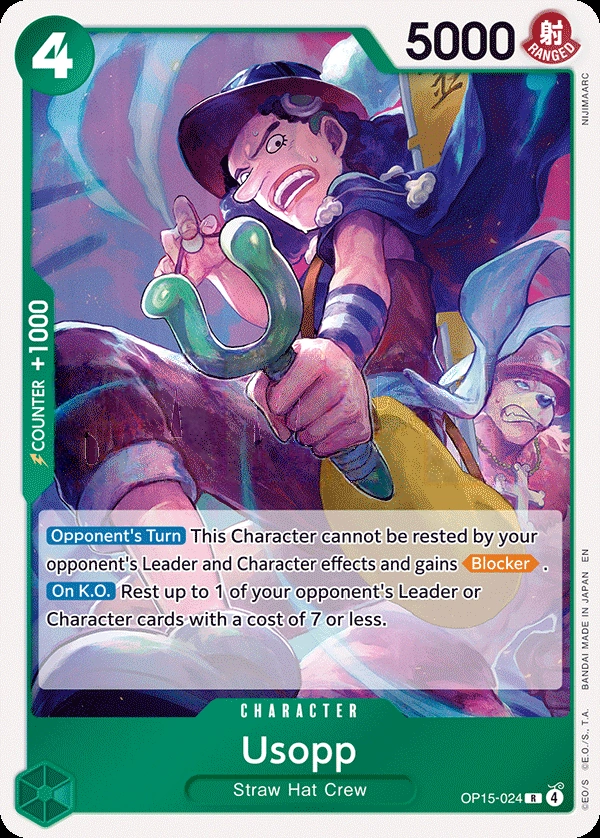 4
5000
射
RANGED
NIJIMAARC
COUNTER +1000
Opponent's Turn This Character cannot be rested by your
opponent's Leader and Character effects and gains Blocker .
On K.O. Rest up to 1 of your opponent's Leader or
Character cards with a cost of 7 or less.
CHARACTER
Usopp
Straw Hat Crew
OP15-024 R 4
©EO/S ©E.O./S., T.A. BANDAI MADE IN JAPAN EN